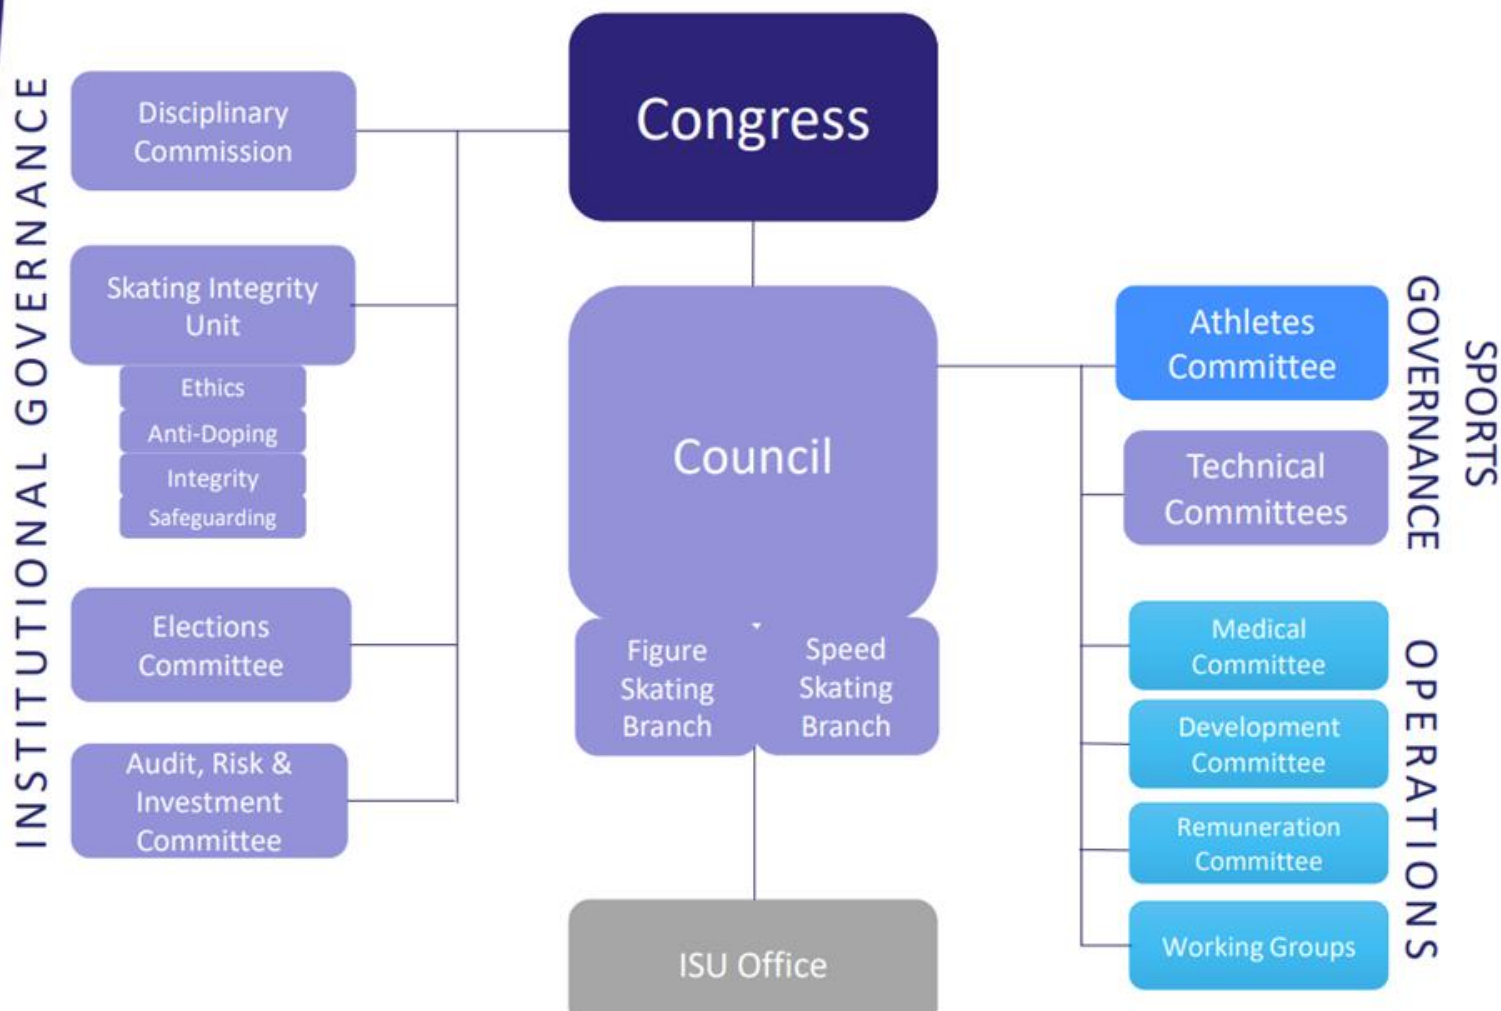 INSTITUTIONAL GOVERNANCE
Disciplinary
Commission
Skating Integrity
Unit
Ethics
Anti-Doping
Integrity
Safeguarding
Elections
Committee
Audit, Risk &
Investment
Committee
Congress
Council
Figure
Skating
Branch
Speed
Skating
Branch
ISU Office
Athletes
Committee
Technical
Committees
SPORTS
GOVERNANCE
Medical
Committee
Development
Committee
Remuneration
Committee
Working Groups
OPERATIONS